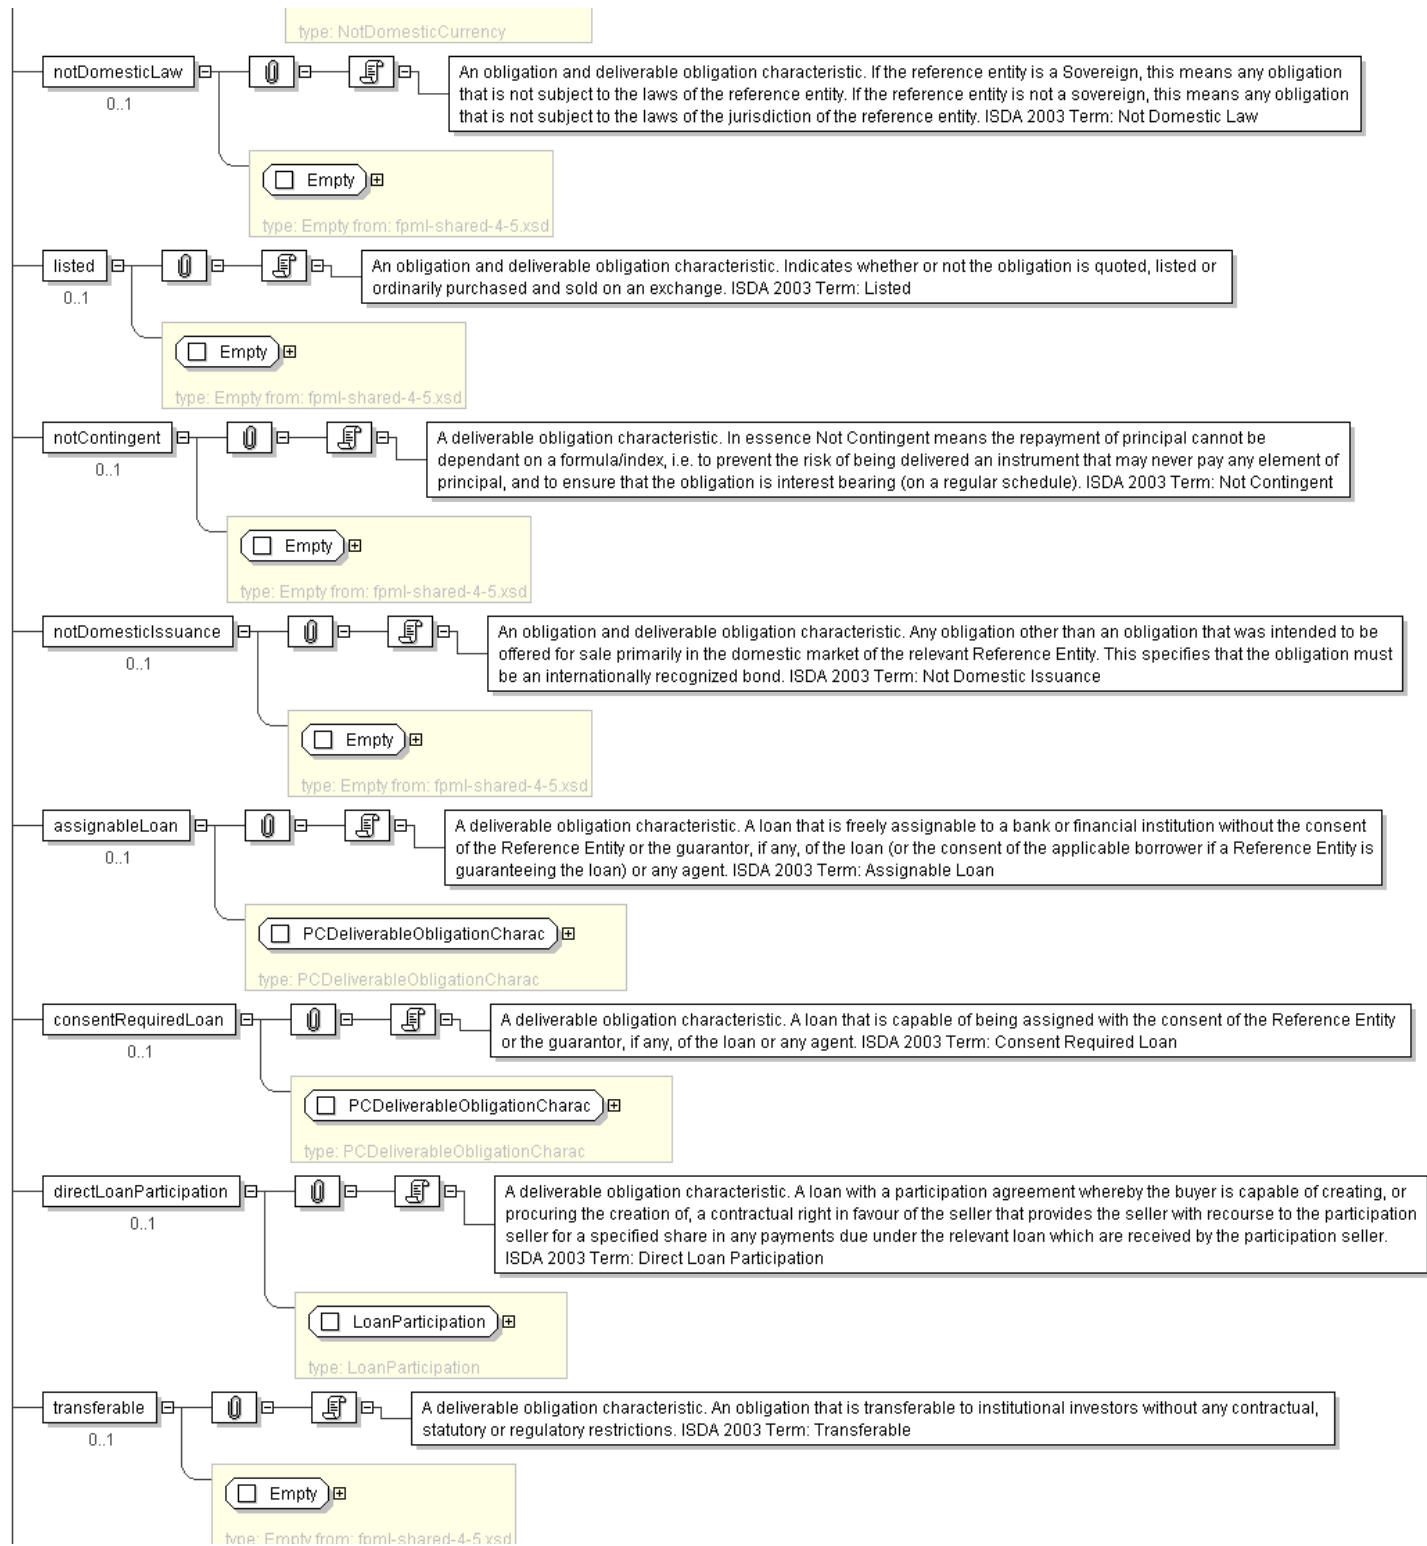 type: NotDomesticCurrency
notDomesticLaw
0..1
An obligation and deliverable obligation characteristic. If the reference entity is a Sovereign, this means any obligation
that is not subject to the laws of the reference entity. If the reference entity is not a sovereign, this means any obligation
that is not subject to the laws of the jurisdiction of the reference entity. ISDA 2003 Term: Not Domestic Law
Empty
type: Empty from: fpml-shared-4-5.xsd
listed
0..1
An obligation and deliverable obligation characteristic. Indicates whether or not the obligation is quoted, listed or
ordinarily purchased and sold on an exchange. ISDA 2003 Term: Listed
Empty
type: Empty from: fpml-shared-4-5.xsd
notContingent
0..1
A deliverable obligation characteristic. In essence Not Contingent means the repayment of principal cannot be
dependant on a formula/index, i.e. to prevent the risk of being delivered an instrument that may never pay any element of
principal, and to ensure that the obligation is interest bearing (on a regular schedule). ISDA 2003 Term: Not Contingent
Empty
type: Empty from: fpml-shared-4-5.xsd
notDomesticIssuance
0..1
An obligation and deliverable obligation characteristic. Any obligation other than an obligation that was intended to be
offered for sale primarily in the domestic market of the relevant Reference Entity. This specifies that the obligation must
be an internationally recognized bond. ISDA 2003 Term: Not Domestic Issuance
Empty
type: Empty from: fpml-shared-4-5.xsd
assignableLoan
0..1
A deliverable obligation characteristic. A loan that is freely assignable to a bank or financial institution without the consent
of the Reference Entity or the guarantor, if any, of the loan (or the consent of the applicable borrower if a Reference Entity is
guaranteeing the loan) or any agent. ISDA 2003 Term: Assignable Loan
PCDeliverableObligationCharac
type: PCDeliverableObligationCharac
consentRequiredLoan
0..1
A deliverable obligation characteristic. A loan that is capable of being assigned with the consent of the Reference Entity
or the guarantor, if any, of the loan or any agent. ISDA 2003 Term: Consent Required Loan
PCDeliverableObligationCharac
type: PCDeliverableObligationCharac
directLoanParticipation
0..1
A deliverable obligation characteristic. A loan with a participation agreement whereby the buyer is capable of creating, or
procuring the creation of, a contractual right in favour of the seller that provides the seller with recourse to the participation
seller for a specified share in any payments due under the relevant loan which are received by the participation seller.
ISDA 2003 Term: Direct Loan Participation
LoanParticipation
type: LoanParticipation
transferable
0..1
A deliverable obligation characteristic. An obligation that is transferable to institutional investors without any contractual,
statutory or regulatory restrictions. ISDA 2003 Term: Transferable
Empty
type: Empty from: fpml-shared-4-5.xsd